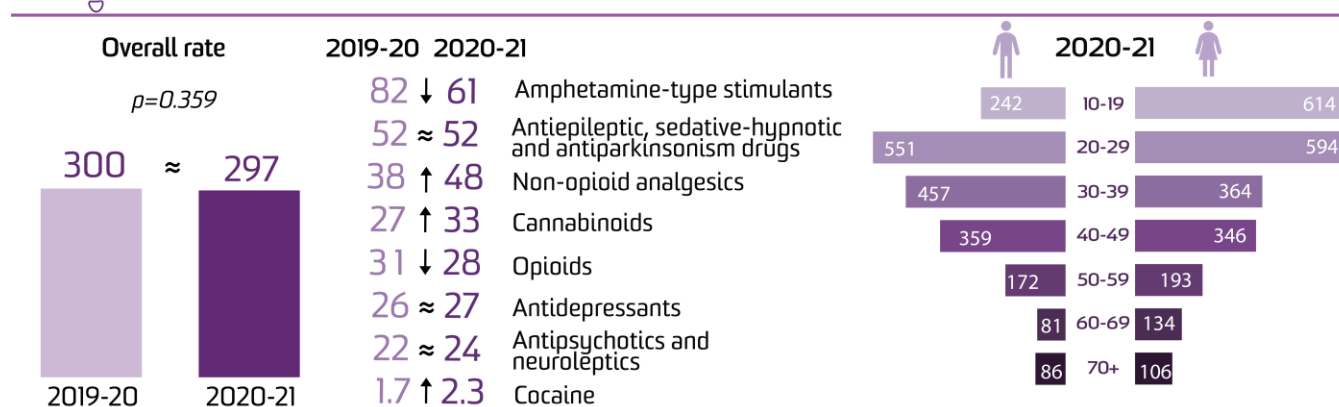 Overall rate
p=0.359
300 ≈ 297
2019-20 2020-21
2019-20 2020-21
82 ↓ 61 Amphetamine-type stimulants
52 ≈ 52 Antiepileptic, sedative-hypnotic
and antiparkinsonism drugs
38 ↑ 48 Non-opioid analgesics
27 ↑ 33 Cannabinoids
31 ↓ 28 Opioids
26 ≈ 27 Antidepressants
22 ≈ 24 Antipsychotics and
neuroleptics
1.7 ↑ 2.3 Cocaine
2020-21
242 10-19 614
551 20-29 594
457 30-39 364
359 40-49 346
172 50-59 193
81 60-69 134
86 70+ 106